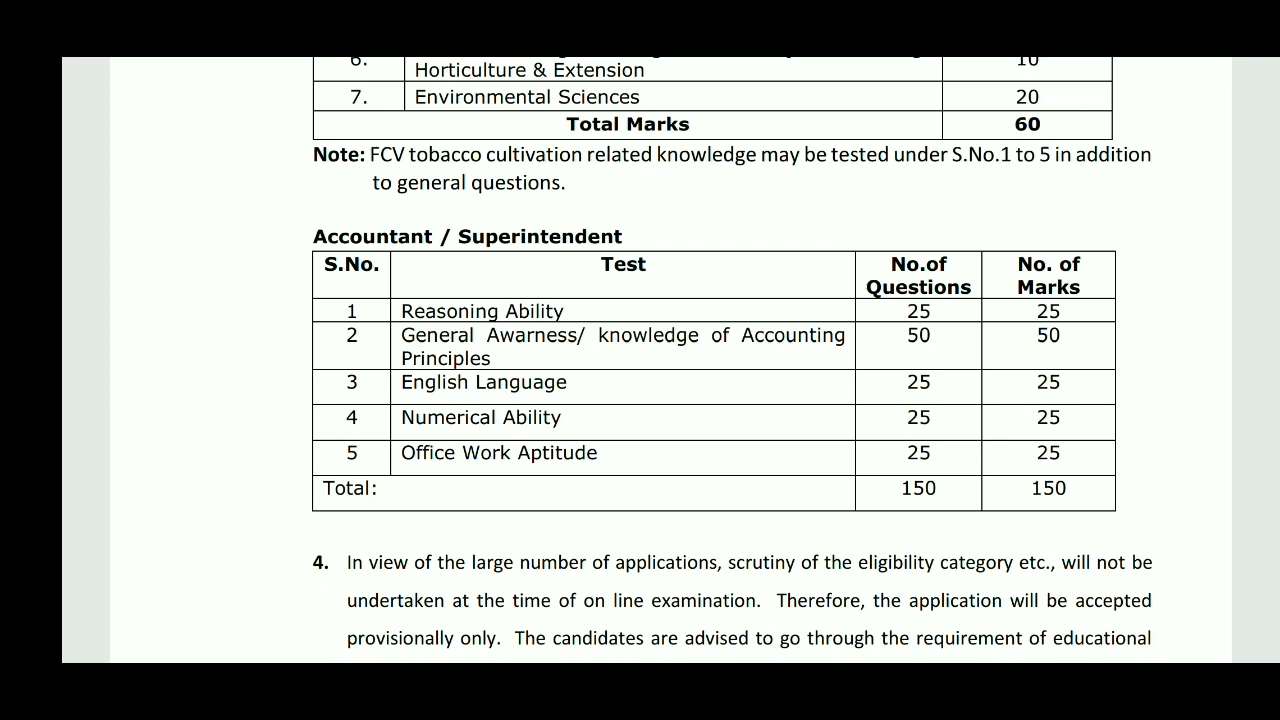 6.
10
Horticulture & Extension
7. Environmental Sciences 20
Total Marks 60
Note: FCV tobacco cultivation related knowledge may be tested under S.No.1 to 5 in addition
to general questions.
Accountant / Superintendent
S.No. Test No.of Questions No. of Marks
1 Reasoning Ability 25 25
2 General Awarness/ knowledge of Accounting 50 50
Principles
3 English Language 25 25
4 Numerical Ability 25 25
5 Office Work Aptitude 25 25
Total: 150 150
4. In view of the large number of applications, scrutiny of the eligibility category etc., will not be
undertaken at the time of on line examination. Therefore, the application will be accepted
provisionally only. The candidates are advised to go through the requirement of educational